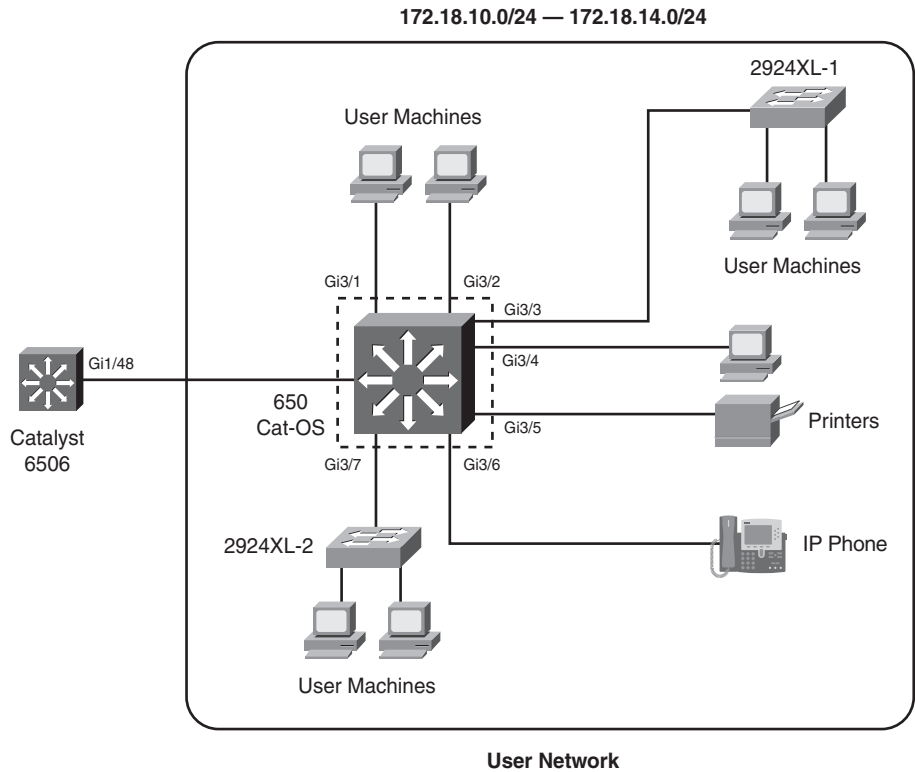 172.18.10.0/24 — 172.18.14.0/24
2924XL-1
User Machines
User Machines
Gi3/1
Gi3/2
Gi3/3
Gi1/48
Gi3/4
650
Cat-OS
Catalyst
6506
Gi3/5
Printers
Gi3/7
Gi3/6
2924XL-2
IP Phone
User Machines
User Network